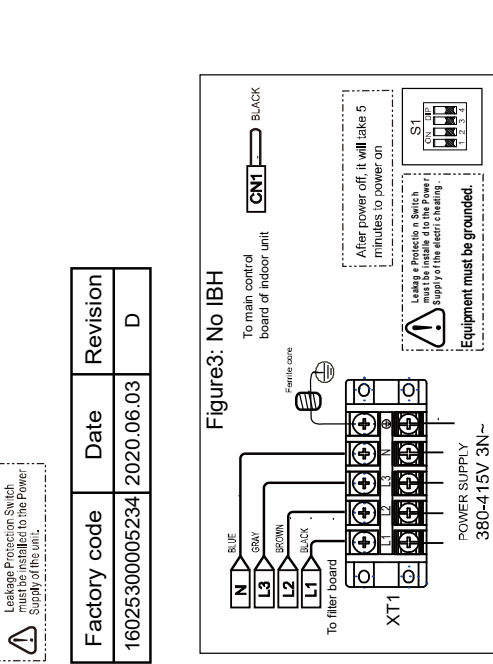 Leakage Protection Switch
must be installed to the Power
Supply of the unit.
Factory code Date Revision
16025300005234 2020.06.03 D
Figure3: No IBH
To main control
board of indoor unit
CN1
BLACK
Ferrite core
After power off, it will take 5
minutes to power on
N
BLUE
L3
GRAY
L2
BROWN
L1
BLACK
To filter board
XT1
L1 L2 L3 N
POWER SUPPLY
380-415V 3N~
Leakag e Protectio n Switch
must be installe d to the Powe r
Supply of the electri c heating .
Equipment must be grounded.
S1
ON DIP
1 2 3 4